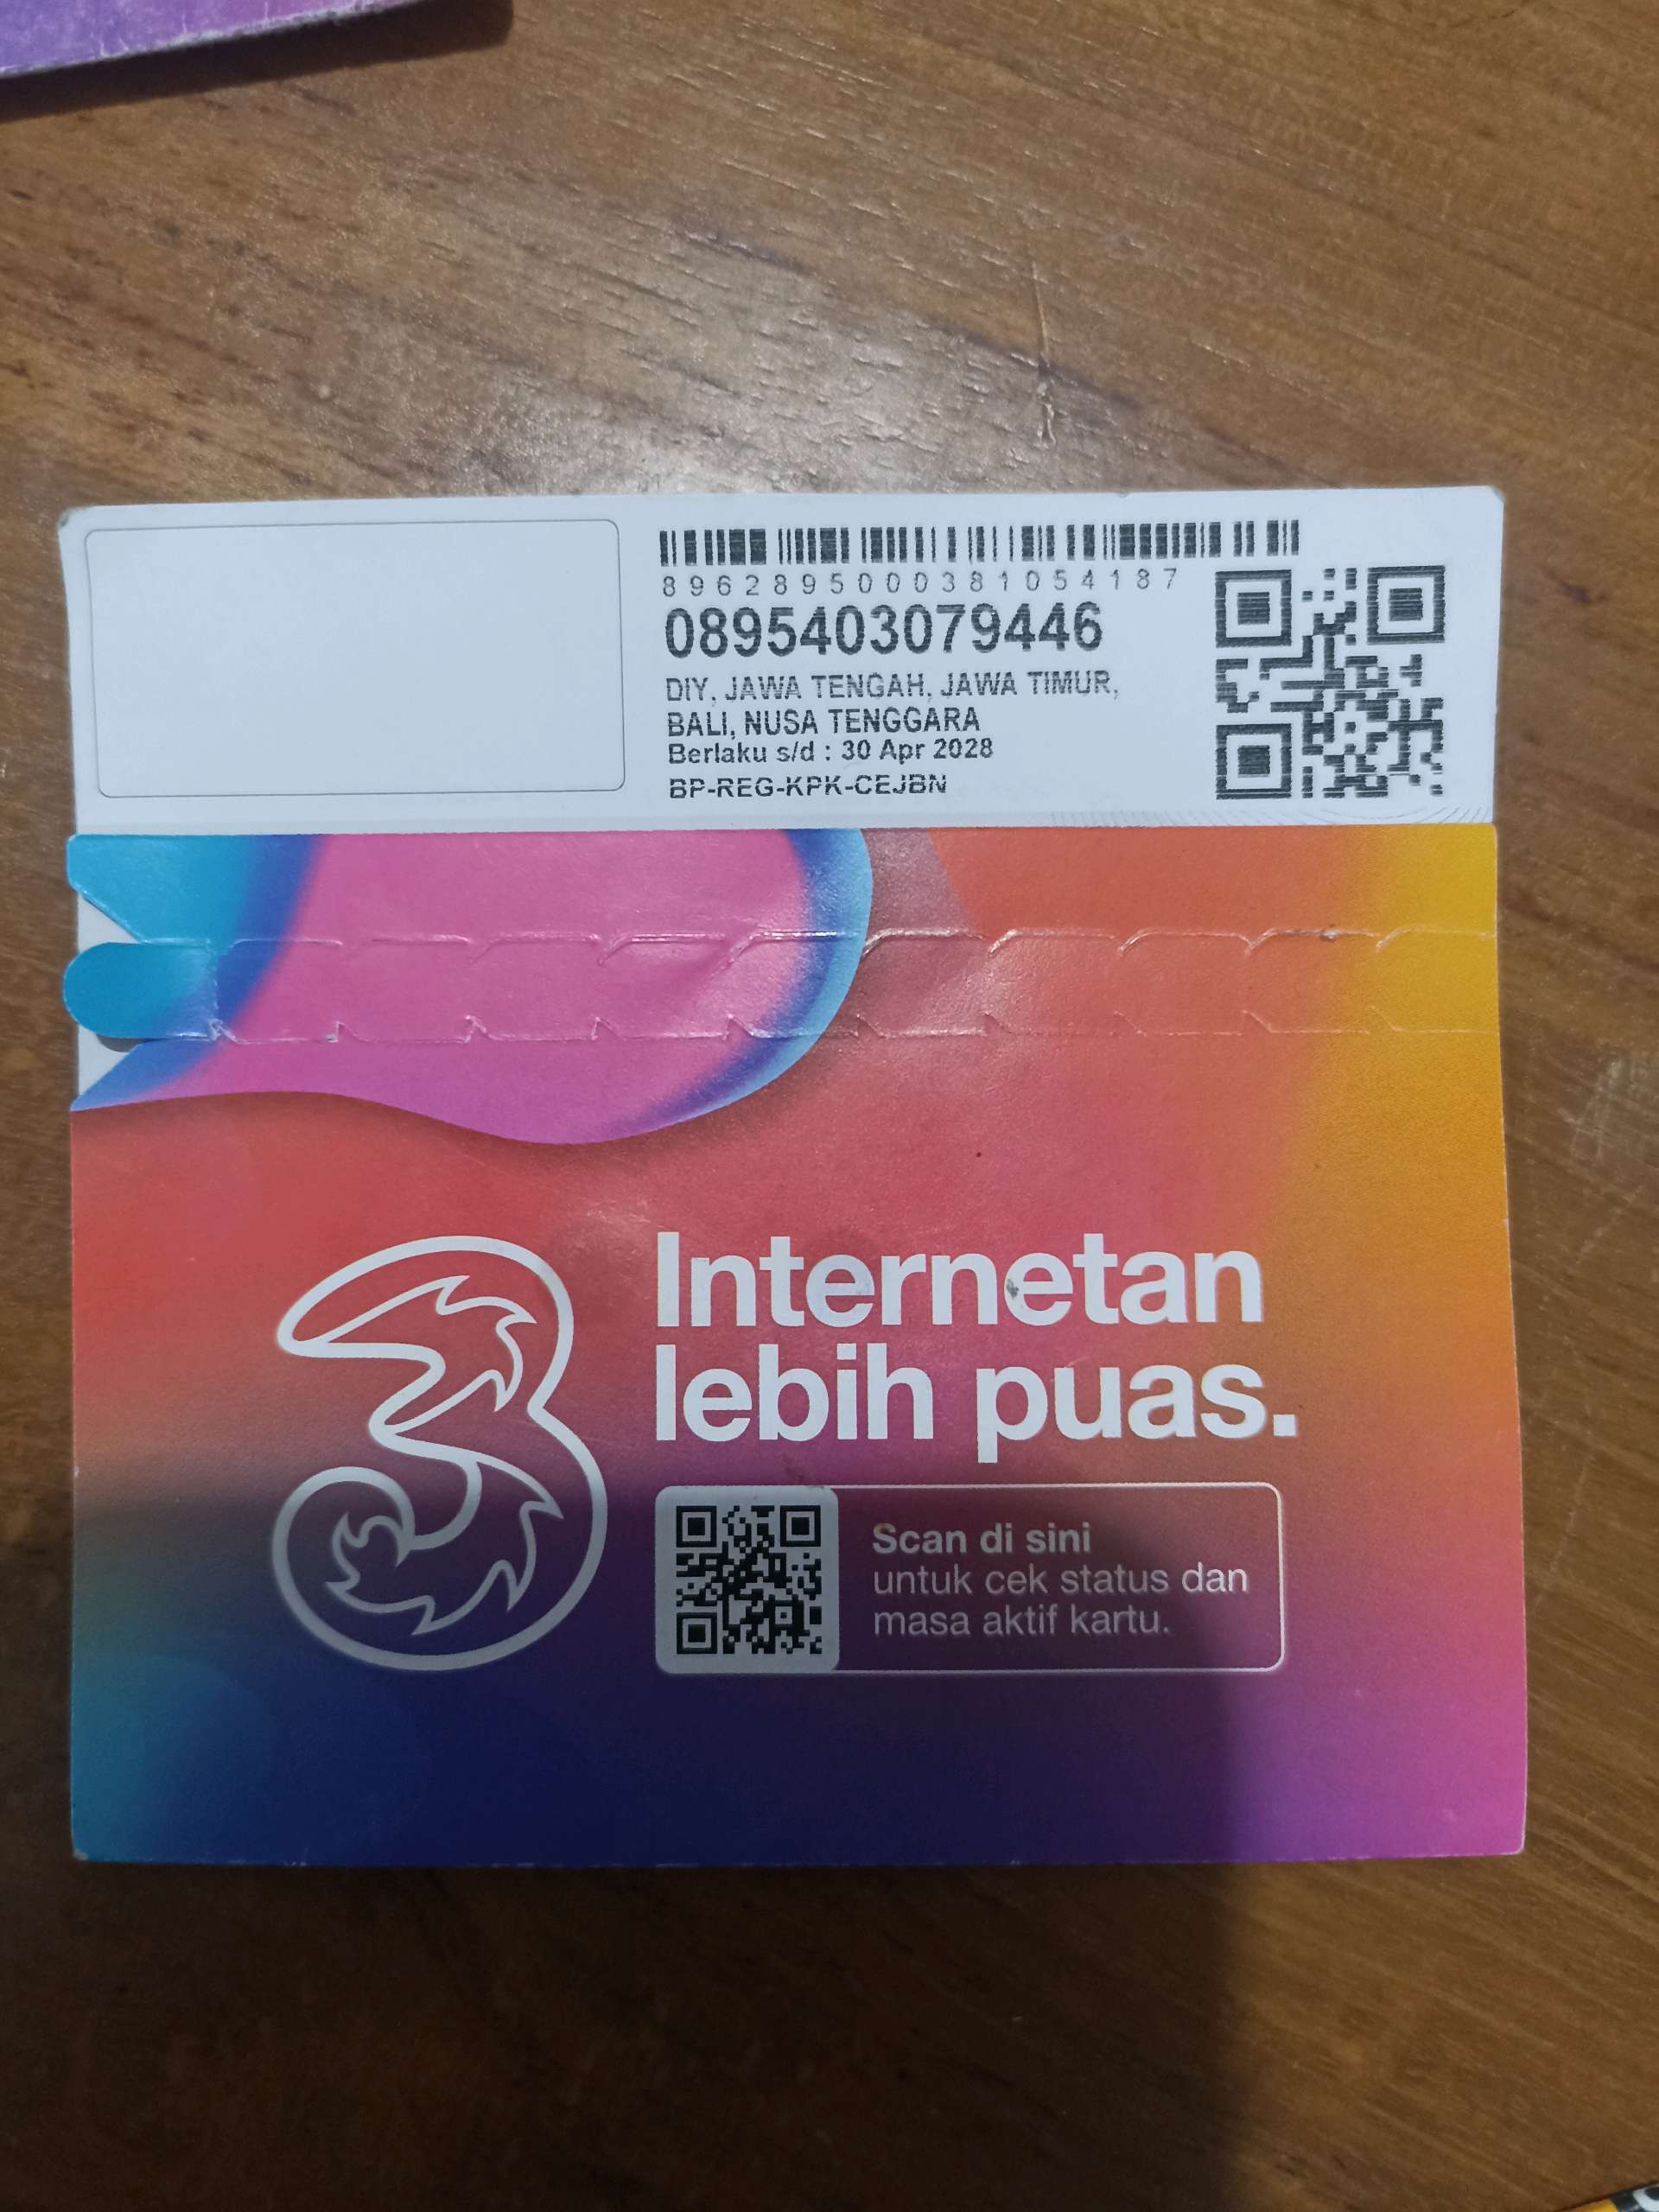 8962895000381054187
0895403079446
DIY, JAWA TENGAH, JAWA TIMUR,
BALI, NUSA TENGGARA
Berlaku s/d : 30 Apr 2028
BP-REG-KPK-CEJBN
3
Internetan
lebih puas.
Scan di sini
untuk cek status dan
masa aktif kartu.